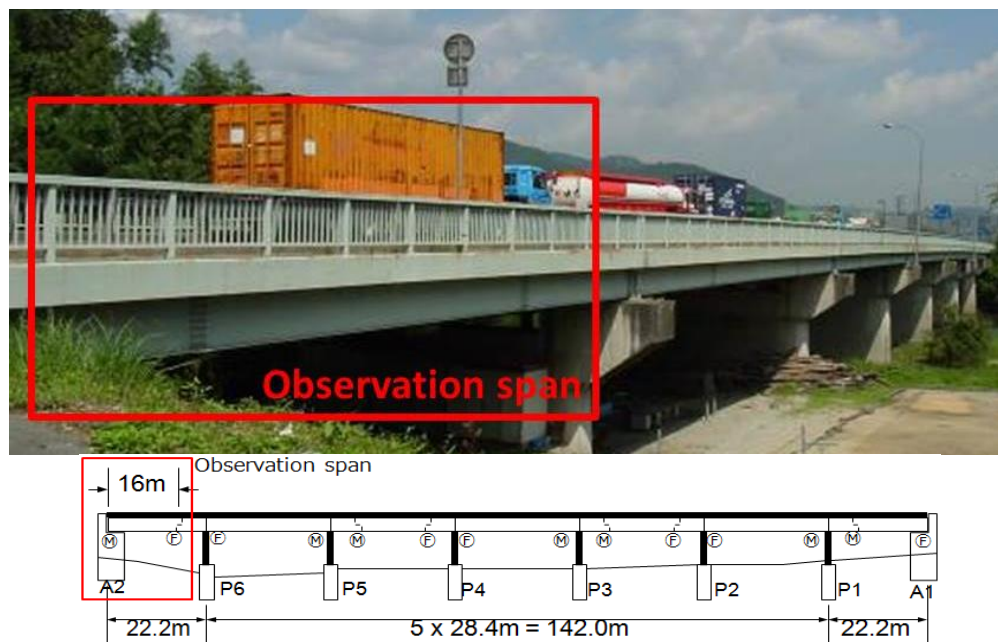 Observation span
Observation span
16m
Ⓜ Ⓕ Ⓕ Ⓜ Ⓜ Ⓕ Ⓕ Ⓜ Ⓜ Ⓕ Ⓕ Ⓜ Ⓜ Ⓕ
A2 P6 P5 P4 P3 P2 P1 A1
22.2m 5 x 28.4m = 142.0m 22.2m